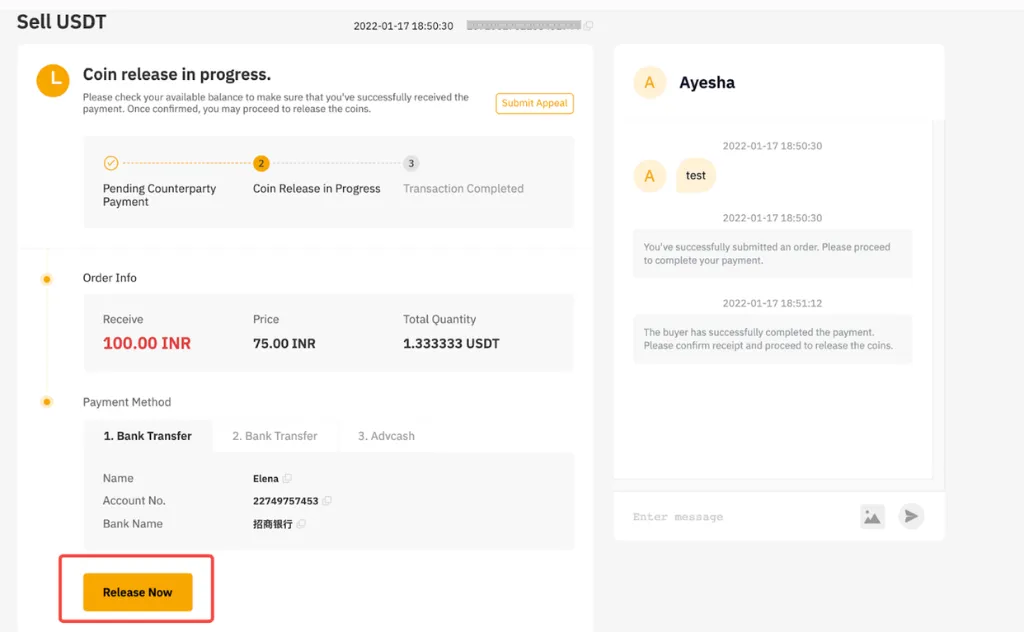 Sell USDT
2022-01-17 18:50:30
Coin release in progress.
Please check your available balance to make sure that you've successfully received the
payment. Once confirmed, you may proceed to release the coins.
Submit Appeal
2
3
Pending Counterparty
Payment
Coin Release in Progress
Transaction Completed
Order Info
Receive
Price
Total Quantity
100.00 INR
75.00 INR
1.333333 USDT
Payment Method
1. Bank Transfer
2. Bank Transfer
3. Advcash
Name
Elena
Account No.
22749757453
Bank Name
招商银行
Release Now
A
Ayesha
2022-01-17 18:50:30
A
test
2022-01-17 18:50:30
You've successfully submitted an order. Please proceed
to complete your payment.
2022-01-17 18:51:12
The buyer has successfully completed the payment.
Please confirm receipt and proceed to release the coins.
Enter message